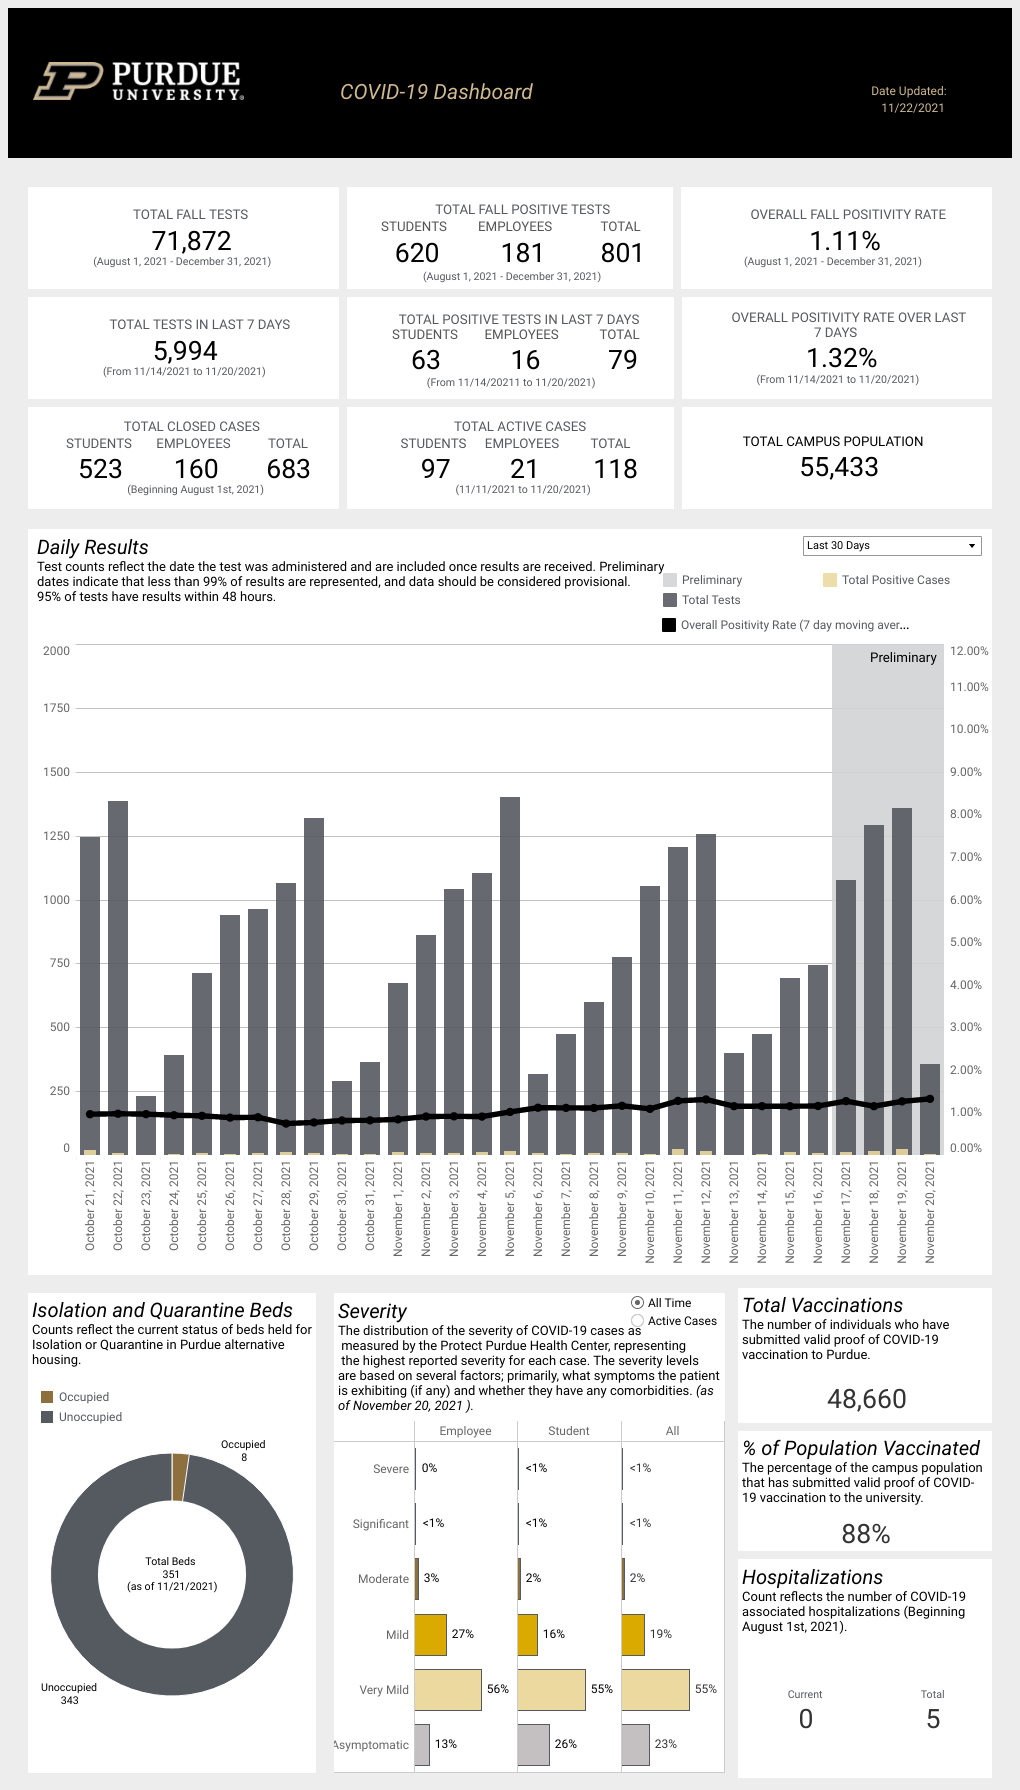 PURDUE
UNIVERSITY®
COVID-19 Dashboard
Date Updated:
11/22/2021
TOTAL FALL TESTS
71,872
(August 1, 2021 - December 31, 2021)
TOTAL FALL POSITIVE TESTS
STUDENTS EMPLOYEES TOTAL
620 181 801
(August 1, 2021 - December 31, 2021)
OVERALL FALL POSITIVITY RATE
1.11%
(August 1, 2021 - December 31, 2021)
TOTAL TESTS IN LAST 7 DAYS
5,994
(From 11/14/2021 to 11/20/2021)
TOTAL POSITIVE TESTS IN LAST 7 DAYS
STUDENTS EMPLOYEES TOTAL
63 16 79
(From 11/14/20211 to 11/20/2021)
OVERALL POSITIVITY RATE OVER LAST
7 DAYS
1.32%
(From 11/14/2021 to 11/20/2021)
TOTAL CLOSED CASES
STUDENTS EMPLOYEES TOTAL
523 160 683
(Beginning August 1st, 2021)
TOTAL ACTIVE CASES
STUDENTS EMPLOYEES TOTAL
97 21 118
(11/11/2021 to 11/20/2021)
TOTAL CAMPUS POPULATION
55,433
Daily Results
Test counts reflect the date the test was administered and are included once results are received. Preliminary
dates indicate that less than 99% of results are represented, and data should be considered provisional.
95% of tests have results within 48 hours.
Last 30 Days
Preliminary
Total Positive Cases
Total Tests
Overall Positivity Rate (7 day moving aver...
2000
1750
1500
1250
1000
750
500
250
0
Preliminary
12.00%
11.00%
10.00%
9.00%
8.00%
7.00%
6.00%
5.00%
4.00%
3.00%
2.00%
1.00%
0.00%
October 21, 2021
October 22, 2021
October 23, 2021
October 24, 2021
October 25, 2021
October 26, 2021
October 27, 2021
October 28, 2021
October 29, 2021
October 30, 2021
October 31, 2021
November 1, 2021
November 2, 2021
November 3, 2021
November 4, 2021
November 5, 2021
November 6, 2021
November 7, 2021
November 8, 2021
November 9, 2021
November 10, 2021
November 11, 2021
November 12, 2021
November 13, 2021
November 14, 2021
November 15, 2021
November 16, 2021
November 17, 2021
November 18, 2021
November 19, 2021
November 20, 2021
Isolation and Quarantine Beds
Counts reflect the current status of beds held for
Isolation or Quarantine in Purdue alternative
housing.
Occupied
Unoccupied
Occupied
8
Total Beds
351
(as of 11/21/2021)
Unoccupied
343
Severity
All Time
Active Cases
The distribution of the severity of COVID-19 cases as
measured by the Protect Purdue Health Center, representing
the highest reported severity for each case. The severity levels
are based on several factors; primarily, what symptoms the patient
is exhibiting (if any) and whether they have any comorbidities. (as
of November 20, 2021 ).
Employee Student All
Severe 0% <1% <1%
Significant <1% <1% <1%
Moderate 3% 2% 2%
Mild 27% 16% 19%
Very Mild 56% 55% 55%
Asymptomatic 13% 26% 23%
Total Vaccinations
The number of individuals who have
submitted valid proof of COVID-19
vaccination to Purdue.
48,660
% of Population Vaccinated
The percentage of the campus population
that has submitted valid proof of COVID-
19 vaccination to the university.
88%
Hospitalizations
Count reflects the number of COVID-19
associated hospitalizations (Beginning
August 1st, 2021).
Current Total
0 5